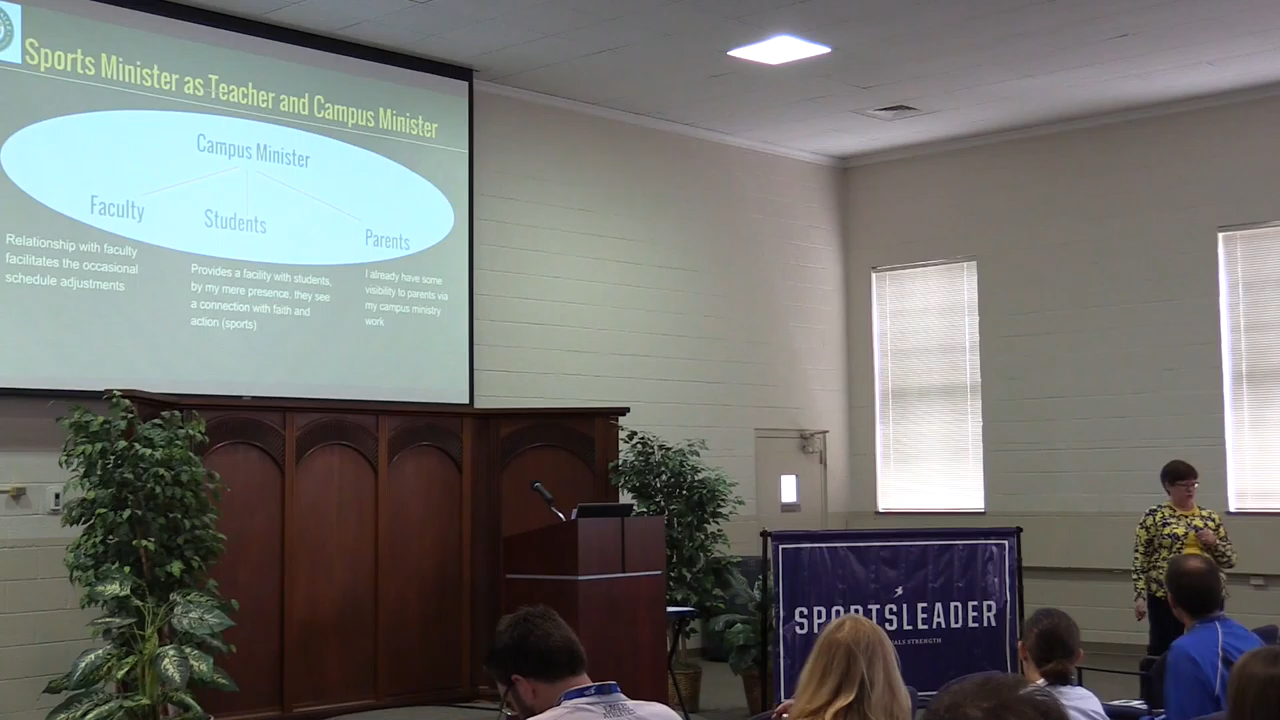 Sports Minister as Teacher and Campus Minister
Campus Minister
Faculty
Students
Parents
Relationship with faculty
facilitates the occasional
schedule adjustments
Provides a facility with students,
by my mere presence, they see
a connection with faith and
action (sports)
I already have some
visibility to parents via
my campus ministry
work
SPORTSLEADER
STRENGTH